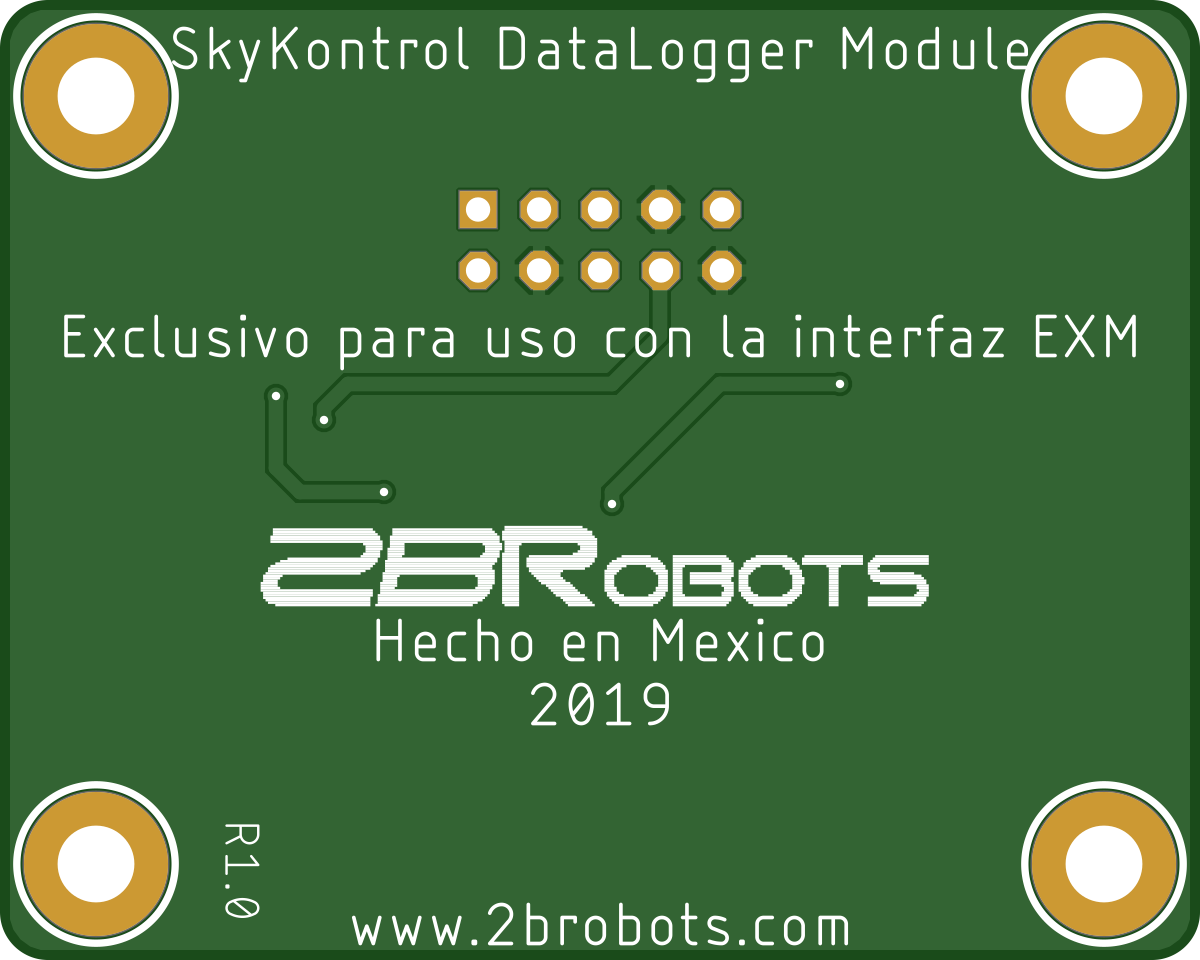 SkyKontrol DataLogger Module
Exclusivo para uso con la interfaz EXM
2BRobots
Hecho en Mexico
2019
R1.0
www.2brobots.com